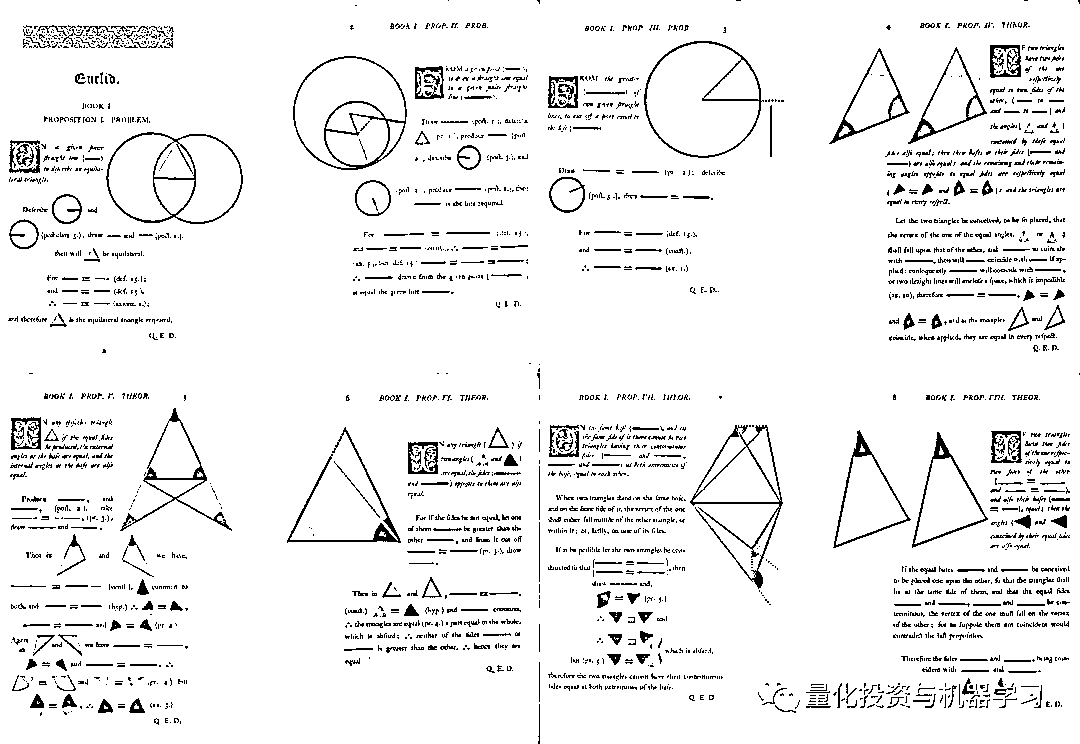 Euclid.
BOOK I.
PROPOSITION I. PROBLEM.
N a given finite
straight line ( )
to describe an equila-
teral triangle.
Describe and
(postulate 3.), draw and (post. 1.).
then will be equilateral.
For = (def. 15.);
and = (def. 15.),
∴ = (axiom. 1.);
and therefore is the equilateral triangle required.
Q. E. D.
2 BOOK I. PROP. II. PROB.
ROM a given point ( ),
to draw a straight line equal
to a given finite straight
line ( ).
Draw (post. 1.), describe
(pr. 1.), produce (post.
2.), describe (post. 3.), and
(post. 3.), produce (post. 2.), then
is the line required.
For = (def. 15.),
and = (const.), ∴ =
drawn from the given point ( )
is equal the given line .
Q. E. D.
BOOK I. PROP. III. PROB. 3
ROM the greater
( ) of
two given straight
lines, to cut off a part equal to
the less ( ).
Draw = (pr. 2.); describe
(post. 3.), then = .
For = (def. 15.),
and = (const.),
∴ = (ax. 1.)
Q. E. D.
4 BOOK I. PROP. IV. THEOR.
F two triangles
have two sides
of the one
respectively
equal to two sides of the
other, ( to
and to ) and
the angles ( and )
contained by those equal
sides also equal; then their bases or their sides ( and
) are also equal: and the remaining and their remain-
ing angles opposite to equal sides are respectively equal
( = and = ): and the triangles are
equal in every respect.
Let the two triangles be conceived, to be so placed, that
the vertex of the one of the equal angles, or ;
shall fall upon that of the other, and to coincide
with , then will coincide with if ap-
plied: consequently will coincide with ,
or two straight lines will enclose a space, which is impossible
(ax. 10), therefore = , =
and = , and as the triangles and
coincide, when applied, they are equal in every respect.
Q. E. D.
BOOK I. PROP. V. THEOR. 5
N any isosceles triangle
if the equal sides
be produced, the external
angles at the base are equal, and the
internal angles at the base are also
equal.
Produce , and
, (post. 2.), take
= , (pr. 3.),
draw and .
Then in and we have,
= (const.), common to
both, and = (hyp.) ∴ = ,
= and = (pr. 4.)
Again in and we have = ,
= and = , ∴
= and = (pr. 4.) but
= , ∴ = (ax. 3.)
Q. E. D.
6 BOOK I. PROP. VI. THEOR.
N any triangle ( ) if
two angles ( and )
are equal, the sides (
and ) opposite to them are also
equal.
For if the sides be not equal, let one
of them be greater than the
other , and from it cut off
= (pr. 3.), draw
Then in and , = ,
(const.) = (hyp.) and common,
∴ the triangles are equal (pr. 4.) a part equal to the whole,
which is absurd; ∴ neither of the sides or
is greater than the other, ∴ hence they are
equal
Q. E. D.
BOOK I. PROP. VII. THEOR. 7
N the same base ( ), and on
the same side of it there cannot be two
triangles having their conterminous
sides ( and ,
and ) at both extremities of
the base, equal to each other.
When two triangles stand on the same base,
and on the same side of it, the vertex of the one
shall either fall outside of the other triangle, or
within it; or, lastly, on one of its sides.
If it be possible let the two triangles be con-
structed so that = , then
draw and,
= (pr. 5.)
and
but (pr. 5.) = which is absurd,
therefore the two triangles cannot have their conterminous
sides equal at both extremities of the base.
Q. E. D.
8 BOOK I. PROP. VIII. THEOR.
F two triangles
have two sides
of the one respec-
tively equal to
two sides of the other
( = and = ),
and also their bases (
= ), equal; then the
angles ( and )
contained by their equal sides
are also equal.
If the equal bases and be conceived
to be placed one upon the other, so that the triangles shall
lie at the same side of them, and that the equal sides
and , and be con-
terminous, the vertex of the one must fall on the vertex
of the other; for to suppose them not coincident would
contradict the last proposition.
Therefore the sides and , being coin-
cident with and ,
E. D.
量化投资与机器学习